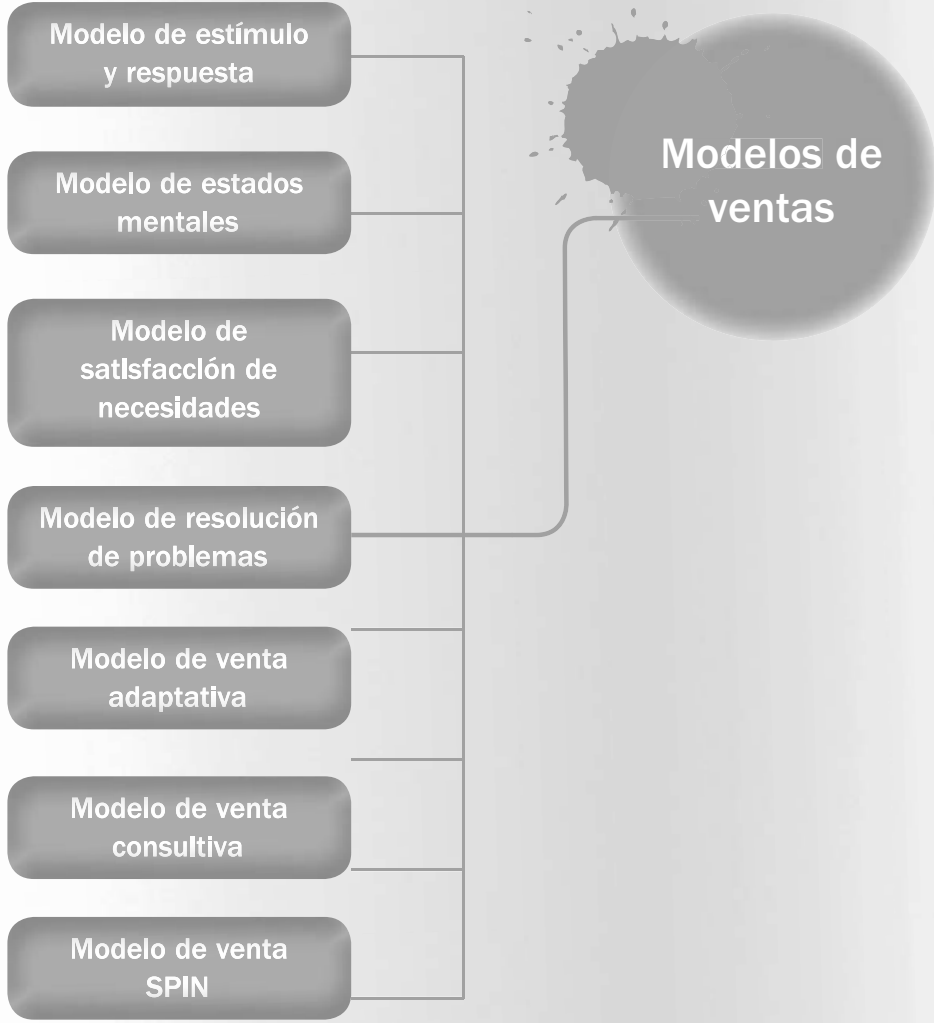 Modelo de estímulo
y respuesta
Modelo de estados
mentales
Modelo de
satisfacción de
necesidades
Modelo de resolución
de problemas
Modelo de venta
adaptativa
Modelo de venta
consultiva
Modelo de venta
SPIN
Modelos de
ventas